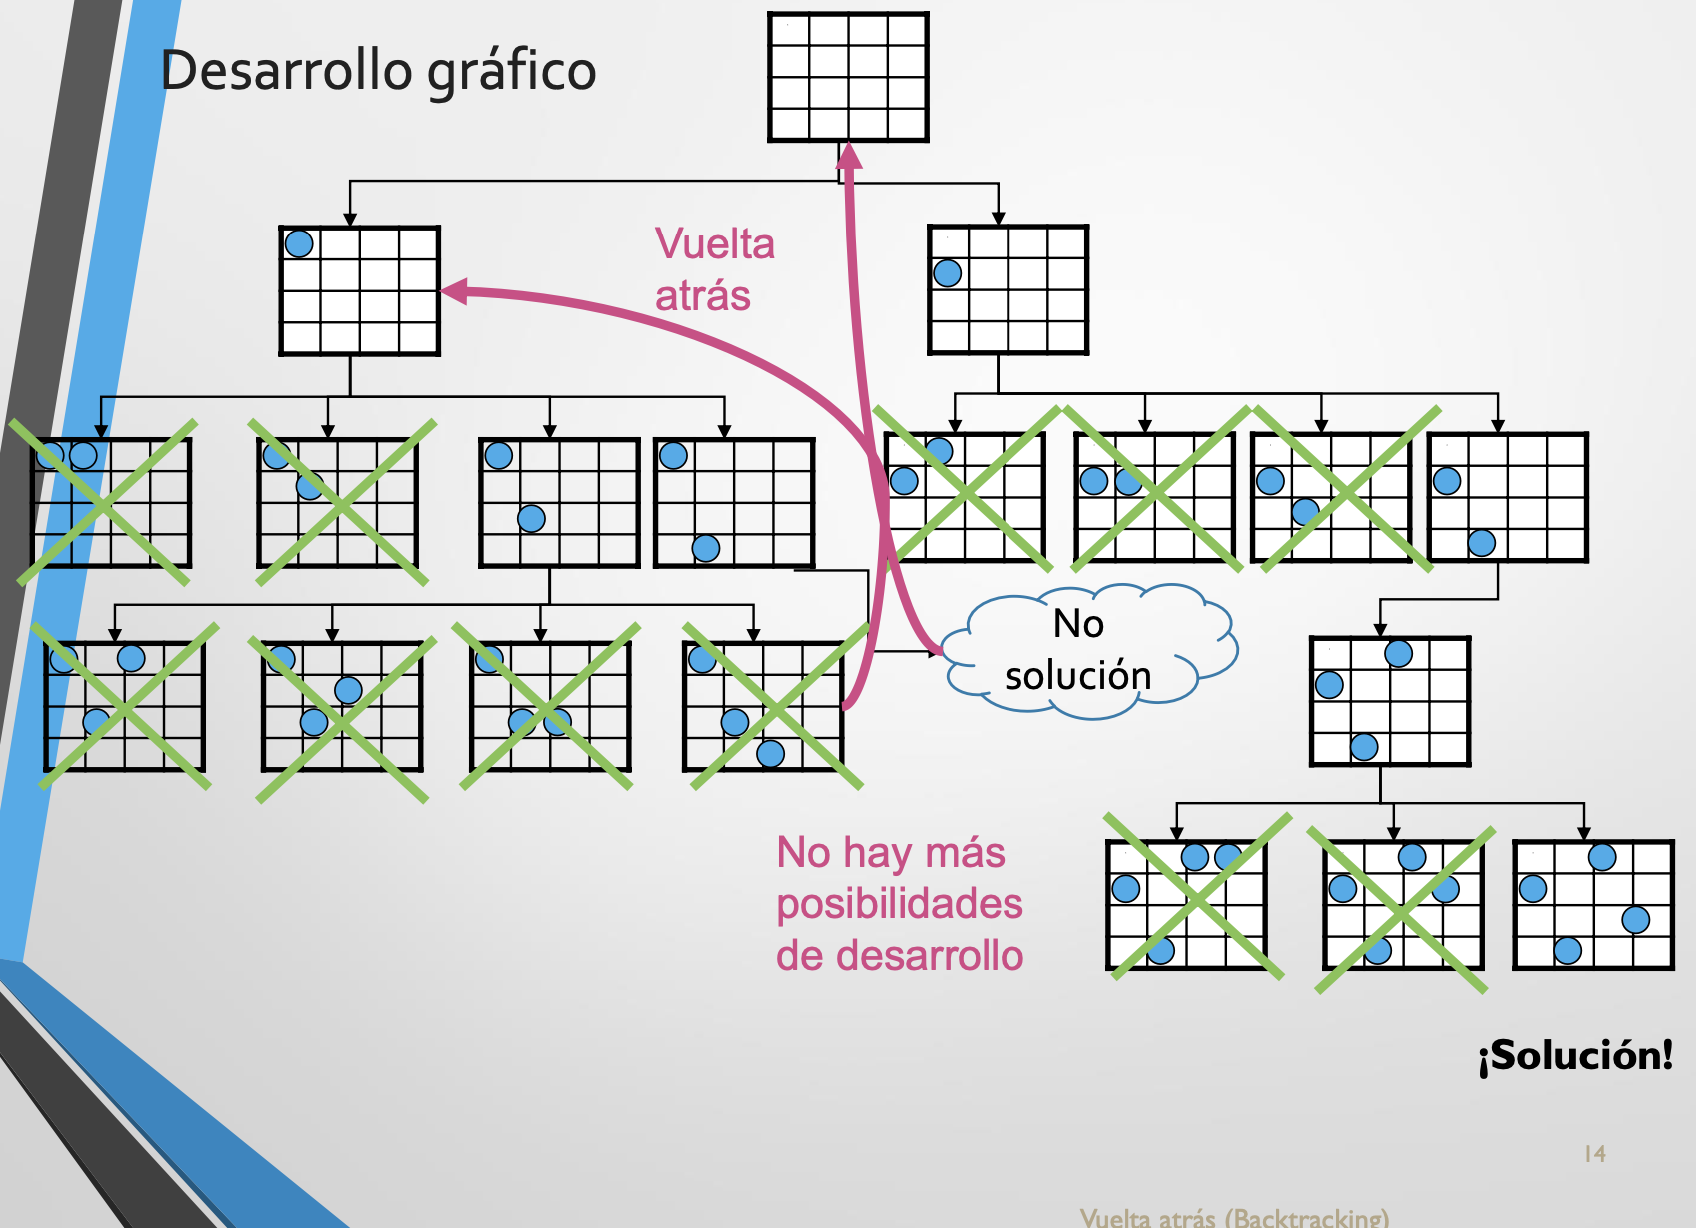 Desarrollo gráfico
Vuelta
atrás
No
solución
No hay más
posibilidades
de desarrollo
¡Solución!
14
Vuelta atrás (Backtracking)